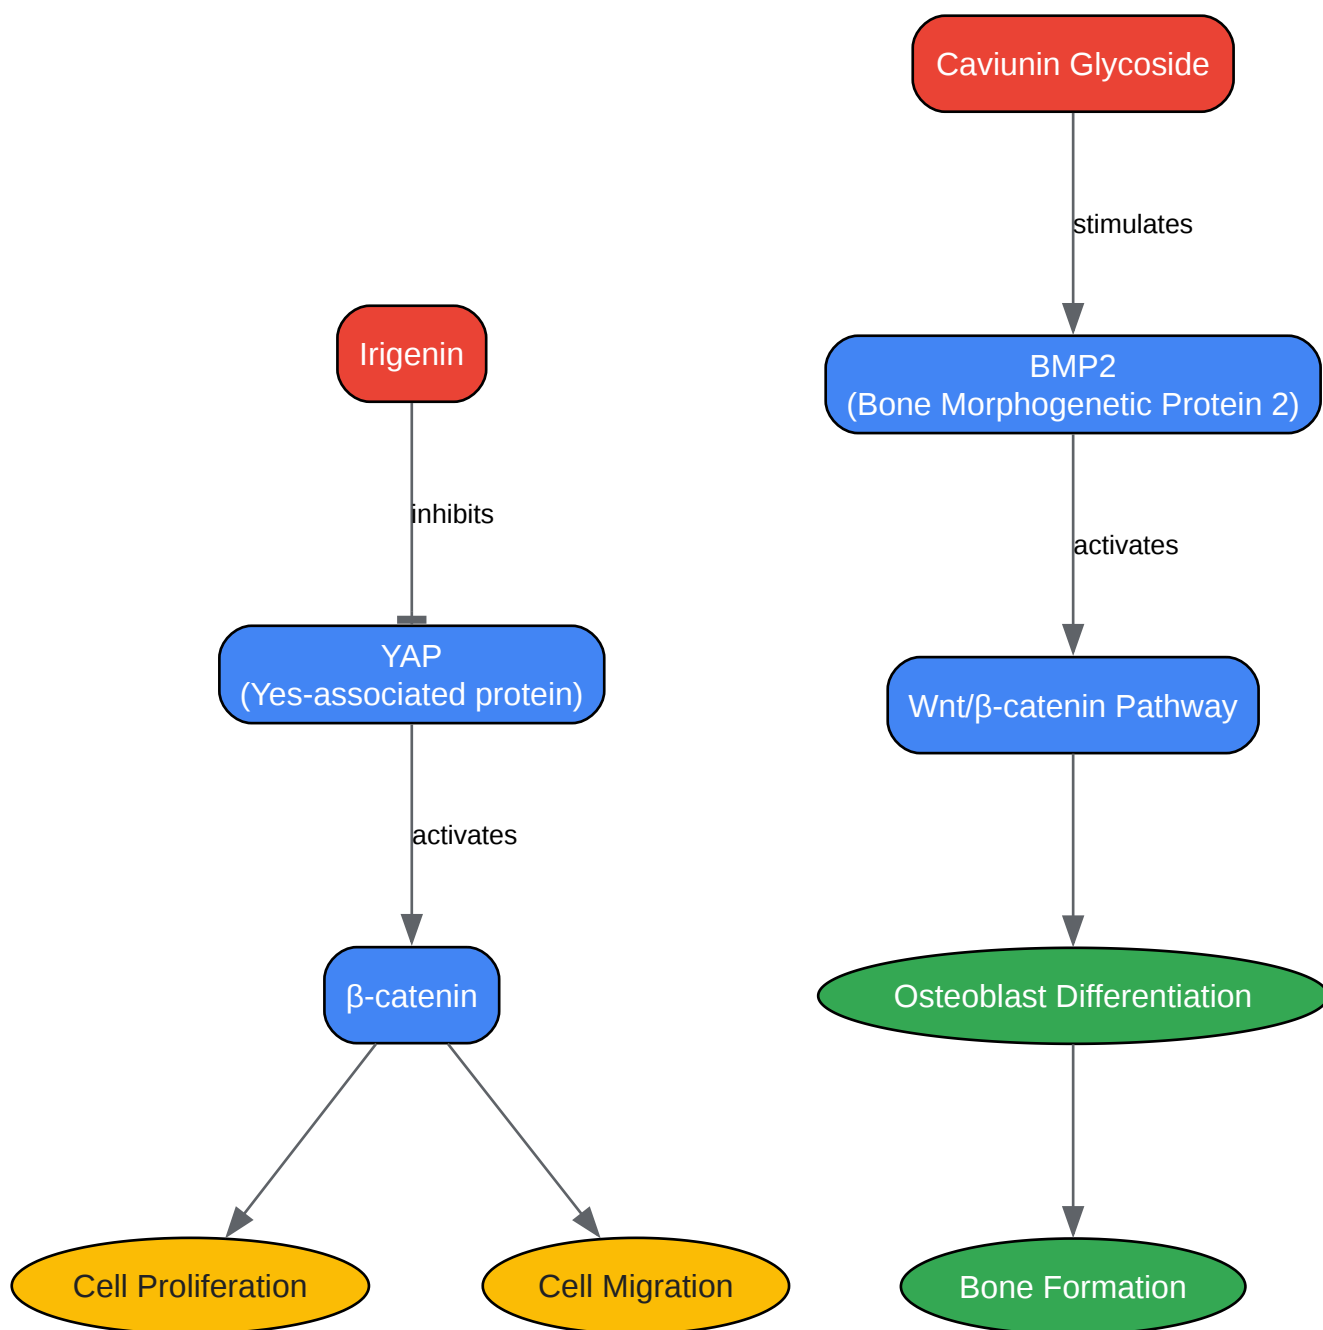 Caviunin Glycoside
stimulates
Irigenin
BMP2
(Bone Morphogenetic Protein 2)
inhibits
activates
YAP
(Yes-associated protein)
Wnt/β-catenin Pathway
activates
β-catenin
Osteoblast Differentiation
Cell Proliferation
Cell Migration
Bone Formation